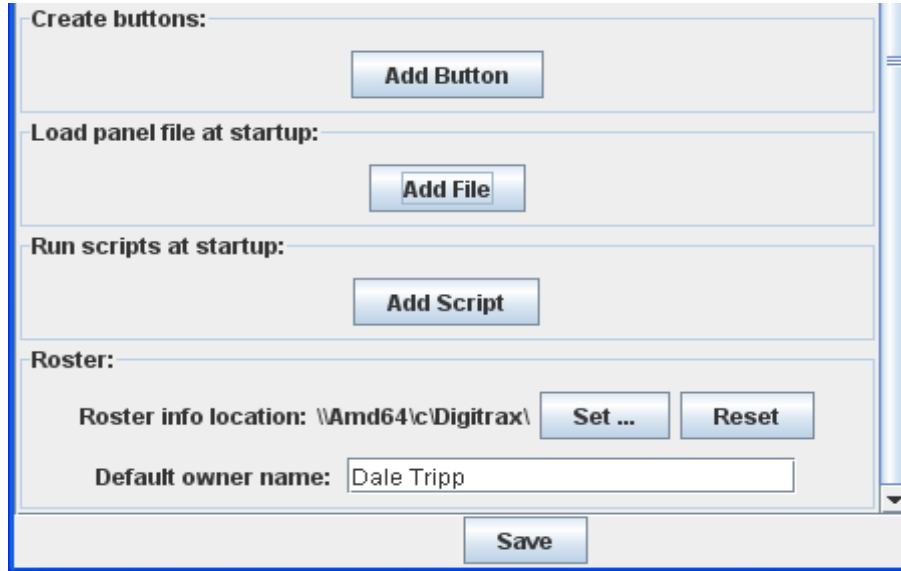 Create buttons:
Add Button
Load panel file at startup:
Add File
Run scripts at startup:
Add Script
Roster:
Roster info location: \\Amd64\c\Digitrax\ Set ... Reset
Default owner name: Dale Tripp
Save